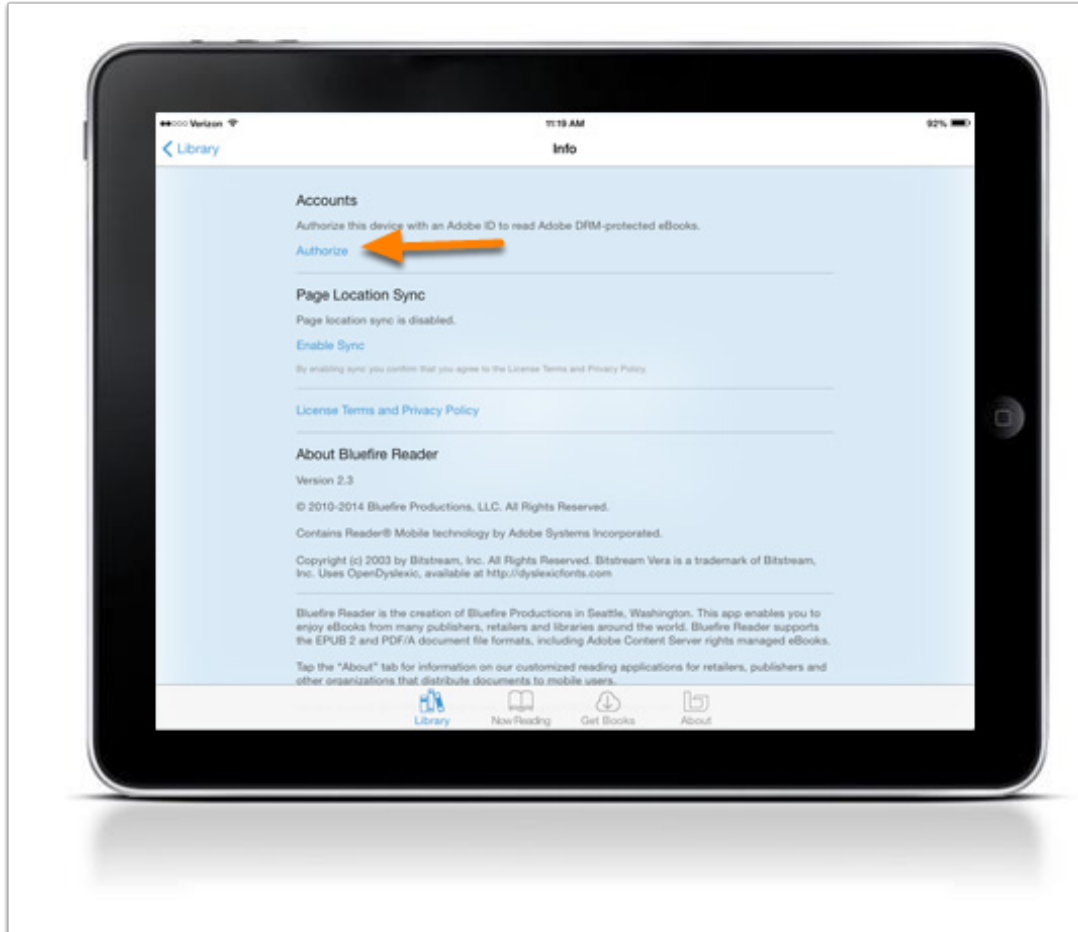 Verizon 11:19 AM 92%
Library Info
Accounts
Authorize this device with an Adobe ID to read Adobe DRM-protected eBooks.
Authorize
Page Location Sync
Page location sync is disabled.
Enable Sync
By enabling sync you confirm that you agree to the License Terms and Privacy Policy.
License Terms and Privacy Policy
About Bluefire Reader
Version 2.3
© 2010-2014 Bluefire Productions, LLC. All Rights Reserved.
Contains Reader® Mobile technology by Adobe Systems Incorporated.
Copyright (c) 2003 by Bitstream, Inc. All Rights Reserved. Bitstream Vera is a trademark of Bitstream,
Inc. Uses OpenDyslexic, available at http://dyslexicfonts.com
Bluefire Reader is the creation of Bluefire Productions in Seattle, Washington. This app enables you to
enjoy eBooks from many publishers, retailers and libraries around the world. Bluefire Reader supports
the EPUB 2 and PDF/A document file formats, including Adobe Content Server rights managed eBooks.
Tap the “About” tab for information on our customized reading applications for retailers, publishers and
other organizations that distribute documents to mobile users.
Library Now Reading Get Books About